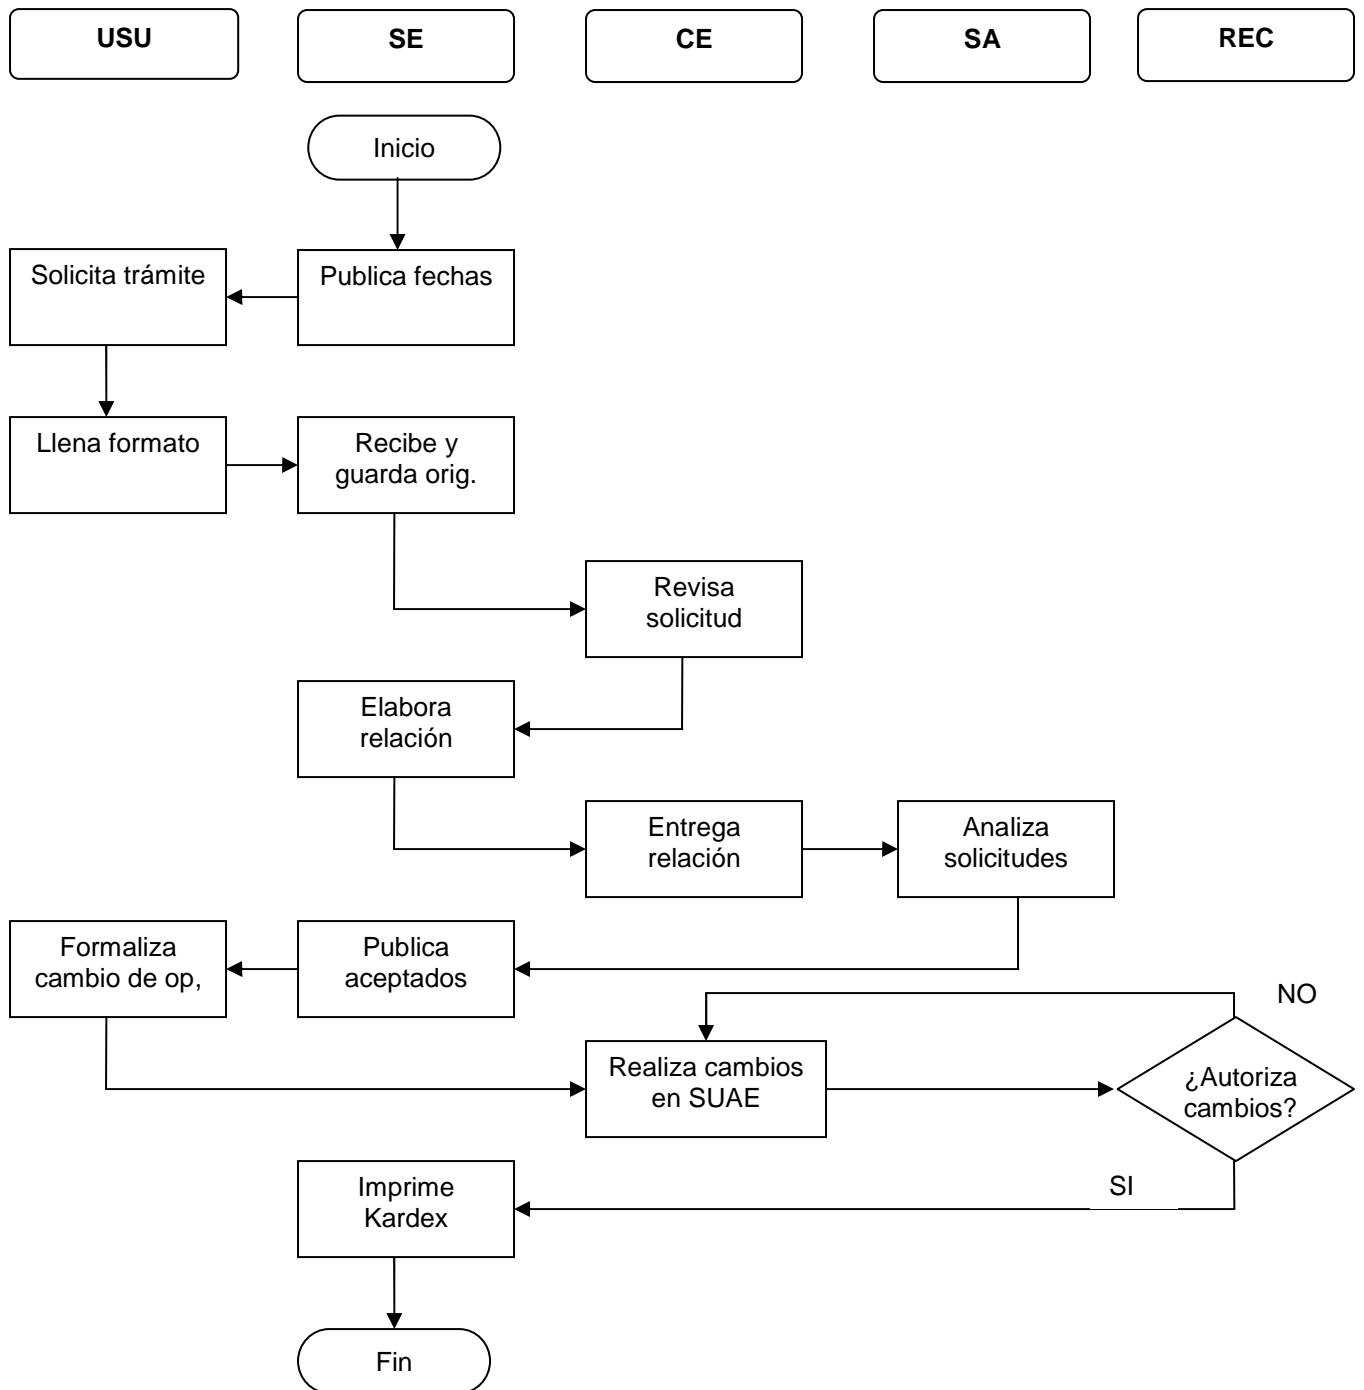 USU
SE
CE
SA
REC
Inicio
Solicita trámite
Publica fechas
Llena formato
Recibe y
guarda orig.
Revisa
solicitud
Elabora
relación
Entrega
relación
Analiza
solicitudes
Formaliza
cambio de op,
Publica
aceptados
NO
Realiza cambios
en SUAE
¿Autoriza
cambios?
SI
Imprime
Kardex
Fin